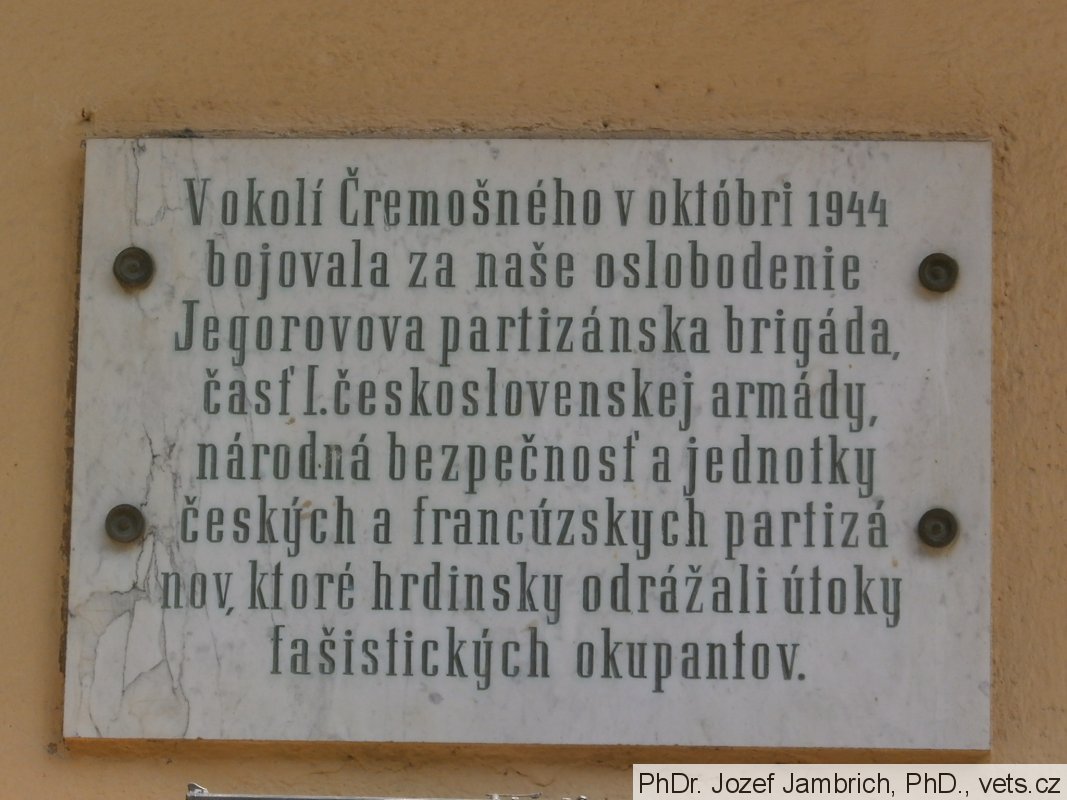 V okolí Čremošného v októbri 1944
bojovala za naše oslobodenie
Jegorovova partizánska brigáda,
časť I. československej armády,
národná bezpečnosť a jednotky
českých a francúzskych partizá
nov, ktoré hrdinsky odrážali útoky
fašistických okupantov.
PhDr. Jozef Jambrich, PhD., vets.cz